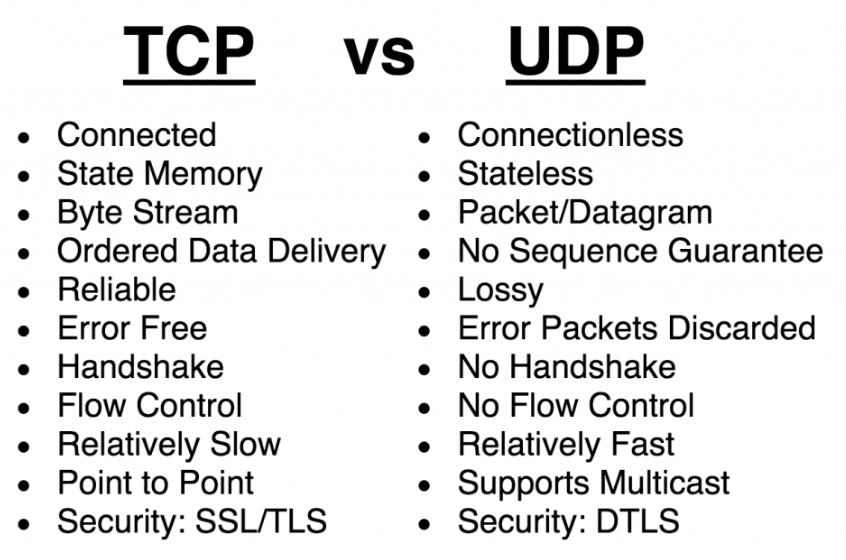 TCP vs UDP
• Connected
• State Memory
• Byte Stream
• Ordered Data Delivery
• Reliable
• Error Free
• Handshake
• Flow Control
• Relatively Slow
• Point to Point
• Security: SSL/TLS
• Connectionless
• Stateless
• Packet/Datagram
• No Sequence Guarantee
• Lossy
• Error Packets Discarded
• No Handshake
• No Flow Control
• Relatively Fast
• Supports Multicast
• Security: DTLS